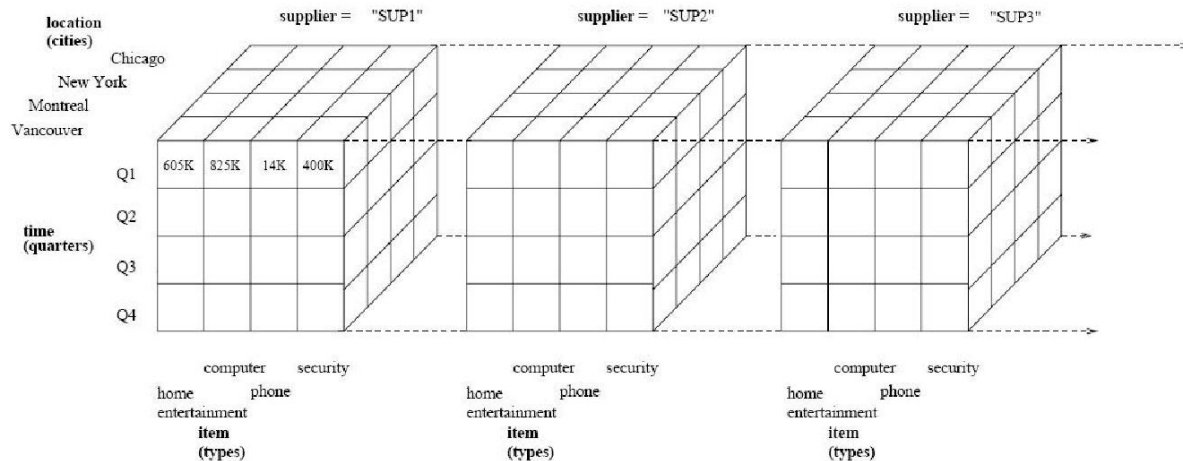 location
(cities)
supplier = "SUP1"
supplier = "SUP2"
supplier = "SUP3"
Chicago
New York
Montreal
Vancouver
Q1
605K 825K 14K 400K
Q2
time
(quarters)
Q3
Q4
computer security
home phone
entertainment
item
(types)
computer security
home phone
entertainment
item
(types)
computer security
home phone
entertainment
item
(types)